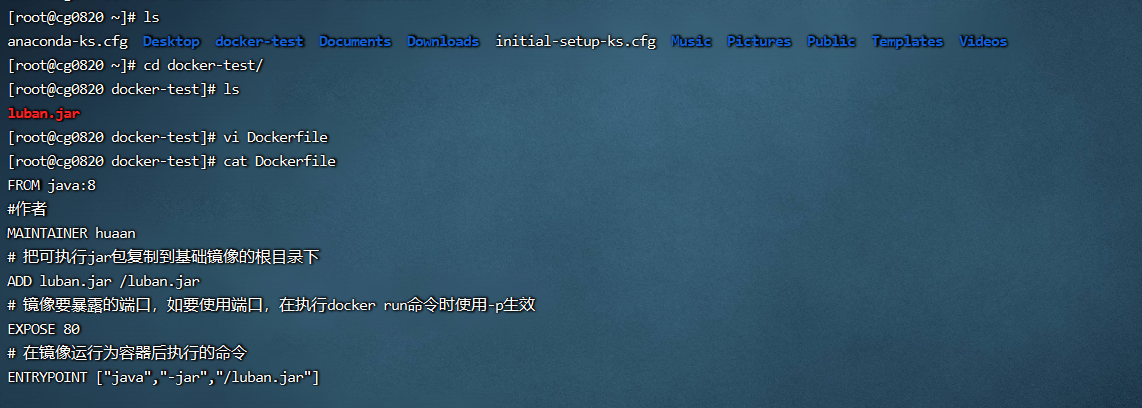 [root@cg0820 ~]# ls
anaconda-ks.cfg  Desktop  docker-test  Documents  Downloads  initial-setup-ks.cfg  Music  Pictures  Public  Templates  Videos
[root@cg0820 ~]# cd docker-test/
[root@cg0820 docker-test]# ls
luban.jar
[root@cg0820 docker-test]# vi Dockerfile
[root@cg0820 docker-test]# cat Dockerfile
FROM java:8
#作者
MAINTAINER huaan
# 把可执行jar包复制到基础镜像的根目录下
ADD luban.jar /luban.jar
# 镜像要暴露的端口，如要使用端口，在执行docker run命令时使用-p生效
EXPOSE 80
# 在镜像运行为容器后执行的命令
ENTRYPOINT ["java","-jar","/luban.jar"]